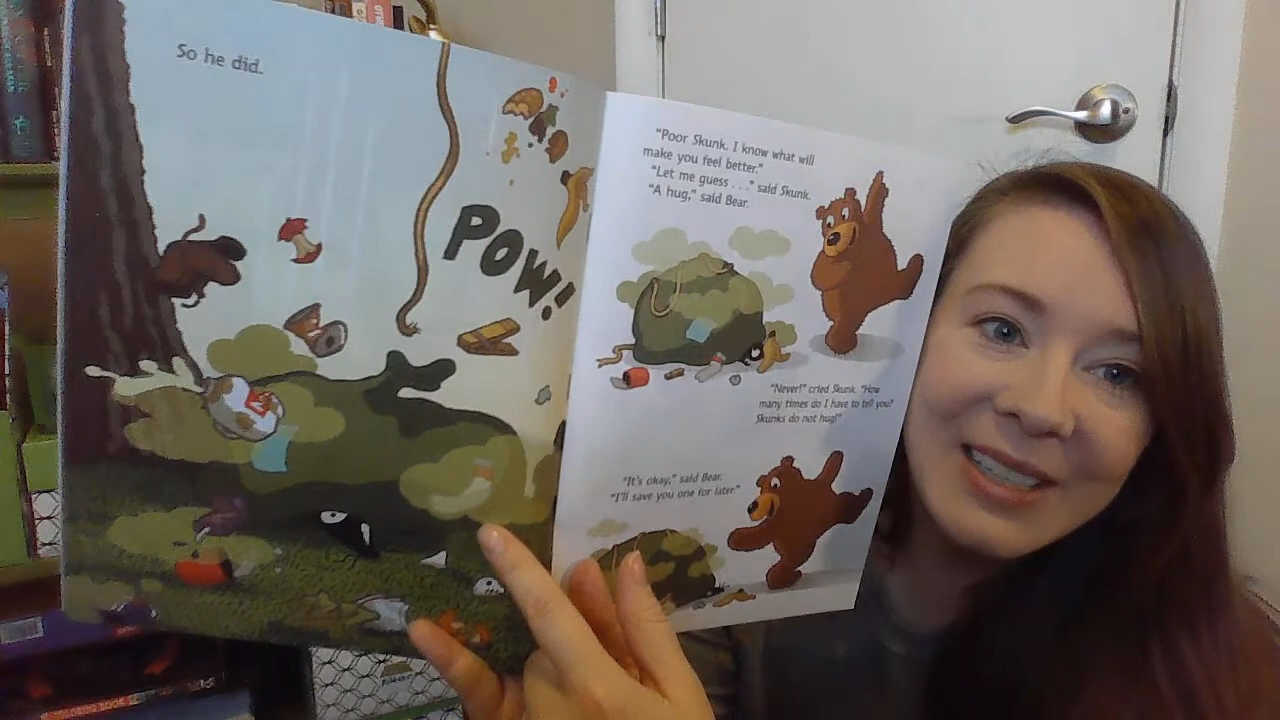 So he did.
POW!
"Poor Skunk. I know what will
make you feel better."
"Let me guess . . ." said Skunk.
"A hug," said Bear.
"Never!" cried Skunk. "How
many times do I have to tell you?
Skunks do not hug!"
"It's okay," said Bear.
"I'll save you one for later."